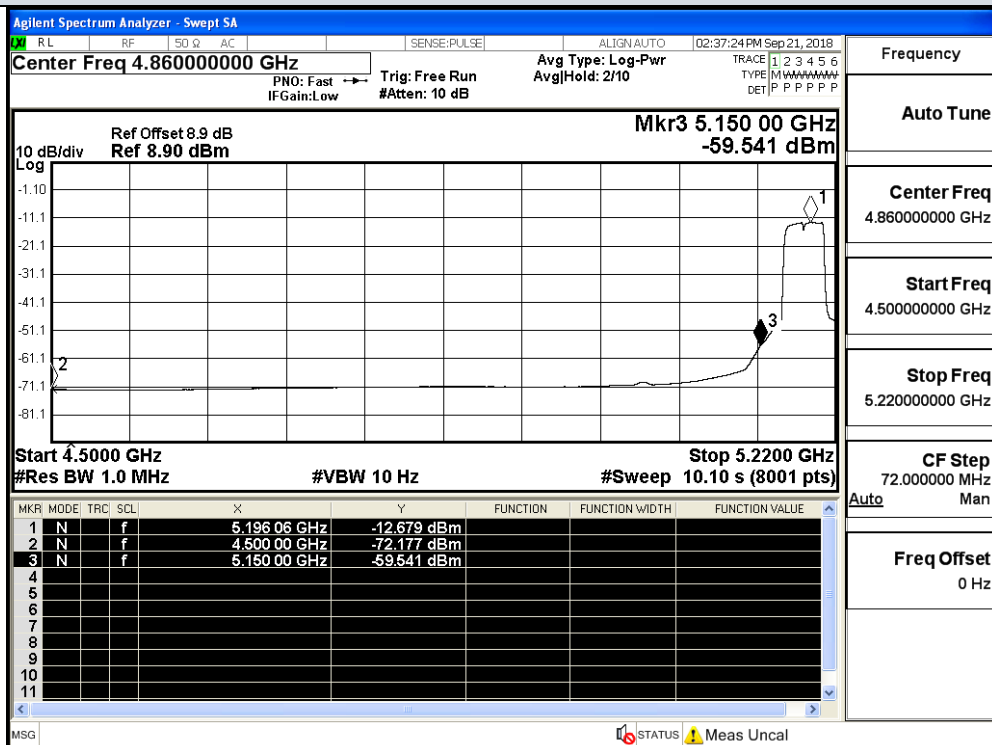 Agilent Spectrum Analyzer - Swept SA
LXI RL RF 50 Ω AC SENSE:PULSE ALIGN AUTO 02:37:24 PM Sep 21, 2018
Center Freq 4.860000000 GHz
PNO: Fast
IFGain:Low
Trig: Free Run
#Atten: 10 dB
Avg Type: Log-Pwr
Avg|Hold: 2/10
TRACE 1 2 3 4 5 6
TYPE M W W W W W
DET P P P P P P
Ref Offset 8.9 dB
10 dB/div Ref 8.90 dBm
Log
Mkr3 5.150 00 GHz
-59.541 dBm
-1.10
-11.1
-21.1
-31.1
-41.1
-51.1
-61.1
-71.1
-81.1
1
2
3
Start 4.5000 GHz Stop 5.2200 GHz
#Res BW 1.0 MHz #VBW 10 Hz #Sweep 10.10 s (8001 pts)
MKR MODE TRC SCL X Y FUNCTION FUNCTION WIDTH FUNCTION VALUE
1 N f 5.196 06 GHz -12.679 dBm
2 N f 4.500 00 GHz -72.177 dBm
3 N f 5.150 00 GHz -59.541 dBm
4
5
6
7
8
9
10
11
MSG STATUS Meas Uncal
Frequency
Auto Tune
Center Freq
4.860000000 GHz
Start Freq
4.500000000 GHz
Stop Freq
5.220000000 GHz
CF Step
72.000000 MHz
Auto Man
Freq Offset
0 Hz